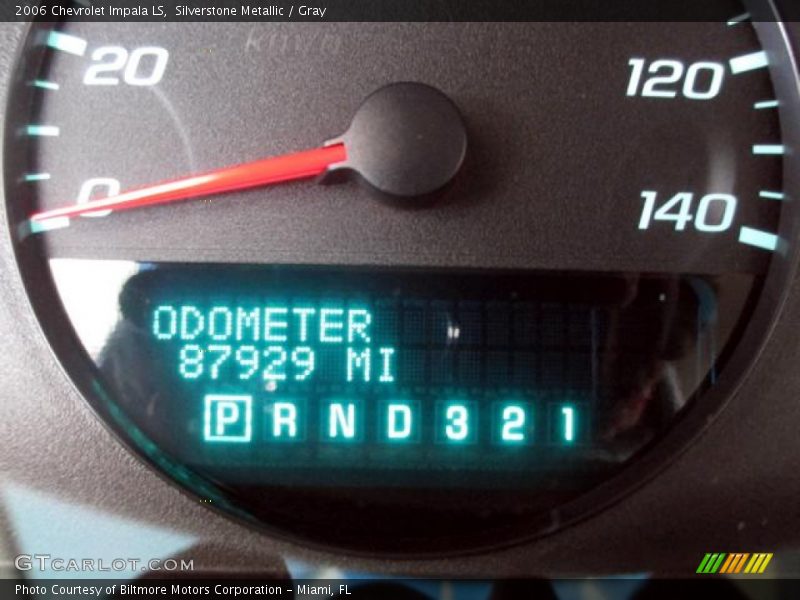 2006 Chevrolet Impala LS, Silverstone Metallic / Gray
20
120
0
140
ODOMETER
87929 MI
P R N D 3 2 1
GTCARLOT.COM
Photo Courtesy of Biltmore Motors Corporation - Miami, FL